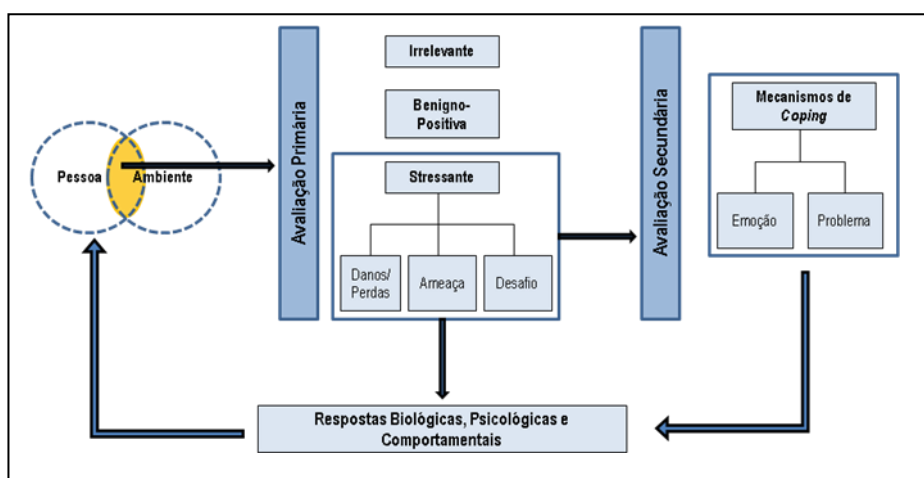 Pessoa
Ambiente
Avaliação Primária
Irrelevante
Benigno-
Positiva
Stressante
Danos/
Perdas
Ameaça
Desafio
Avaliação Secundária
Mecanismos de
Coping
Emoção
Problema
Respostas Biológicas, Psicológicas e
Comportamentais